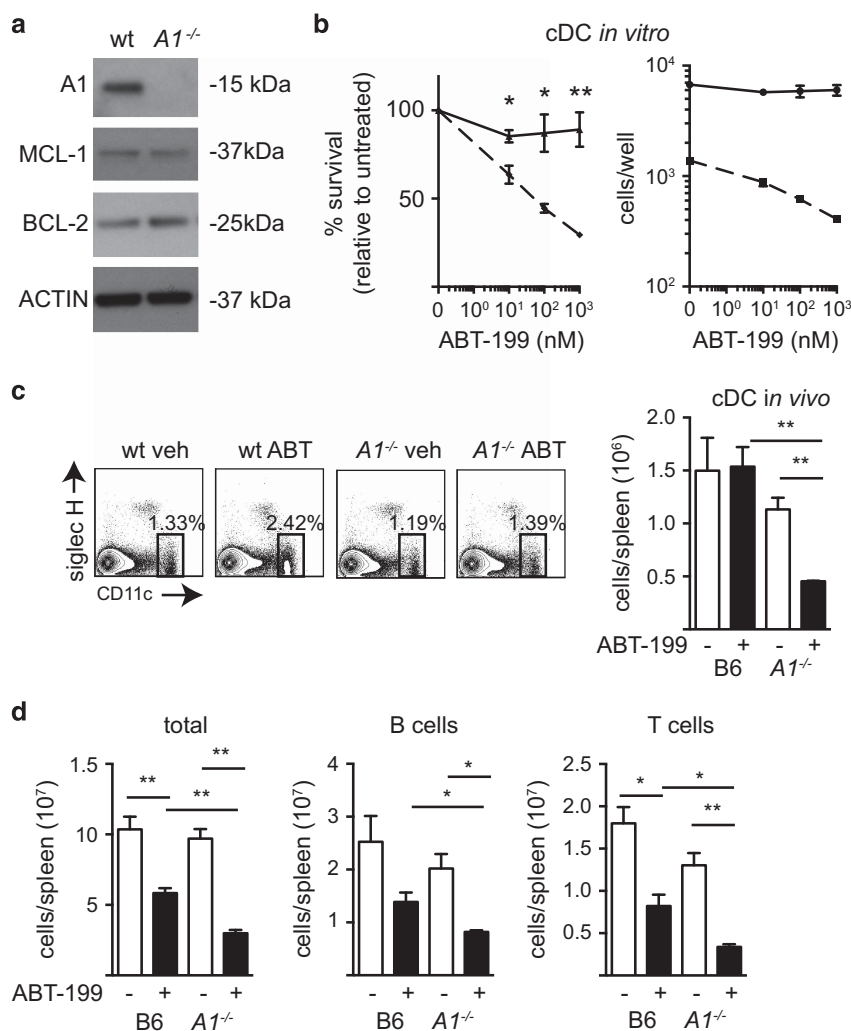 a
wt A1-/-
A1 -15 kDa
MCL-1 -37kDa
BCL-2 -25kDa
ACTIN -37 kDa
b
cDC in vitro
% survival
(relative to untreated)
100
50
* * **
0 10⁰ 10¹ 10² 10³
ABT-199 (nM)
cells/well
10⁴
10³
10²
0 10⁰ 10¹ 10² 10³
ABT-199 (nM)
c
wt veh wt ABT A1-/- veh A1-/- ABT
siglec H
1.33% 2.42% 1.19% 1.39%
CD11c
cDC in vivo
cells/spleen (10⁶)
2.0
1.5
1.0
0.5
**
**
ABT-199 - + - +
B6 A1-/-
d
total
cells/spleen (10⁷)
10.5
10
5
**
** **
ABT-199 - + - +
B6 A1-/-
B cells
cells/spleen (10⁷)
4
3
2
1
*
*
- + - +
B6 A1-/-
T cells
cells/spleen (10⁷)
2.5
2.0
1.5
1.0
0.5
* *
**
- + - +
B6 A1-/-